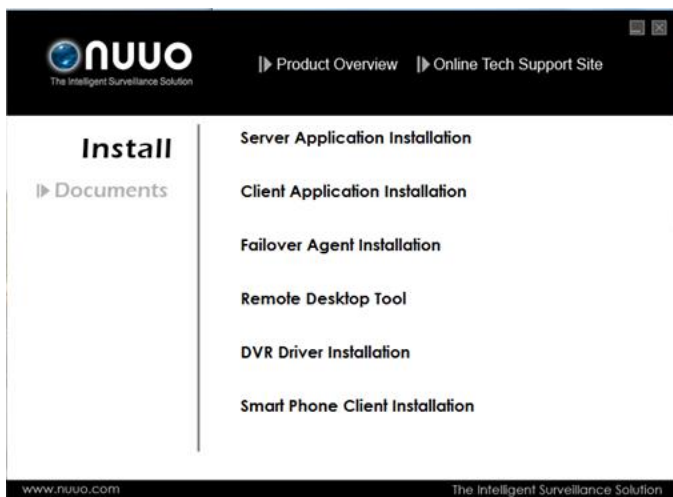 nuuo
The Intelligent Surveillance Solution
Product Overview
Online Tech Support Site
Install
Documents
Server Application Installation
Client Application Installation
Failover Agent Installation
Remote Desktop Tool
DVR Driver Installation
Smart Phone Client Installation
www.nuuo.com
The Intelligent Surveillance Solution